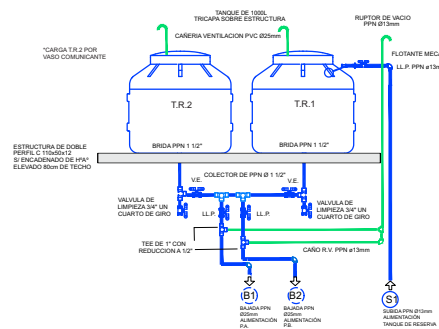 TANQUE DE 1000L
TRICAPA SOBRE ESTRUCTURA
RUPTOR DE VACIO
PPN Ø13mm
CAÑERIA VENTILACION PVC Ø25mm
*CARGA T.R.2 POR
VASO COMUNICANTE
FLOTANTE MECA
LL.P. PPN ø13m
T.R.2
T.R.1
BRIDA PPN 1 1/2"
BRIDA PPN 1 1/2"
ESTRUCTURA DE DOBLE
PERFIL C 110x50x12
S/ ENCADENADO DE HºAº
ELEVADO 80cm DE TECHO
COLECTOR DE PPN Ø 1 1/2"
V.E.
V.E.
VALVULA DE
LIMPIEZA 3/4" UN
CUARTO DE GIRO
LL.P.
LL.P.
VALVULA DE
LIMPIEZA 3/4" UN
CUARTO DE GIRO
TEE DE 1" CON
REDUCCION A 1/2"
CAÑO R.V. PPN ø13mm
B1
B2
S1
BAJADA PPN
Ø25mm
ALIMENTACIÓN
P.A.
BAJADA PPN
Ø25mm
ALIMENTACIÓN
P.B.
SUBIDA PPN Ø13mm
ALIMENTACIÓN
TANQUE DE RESERVA